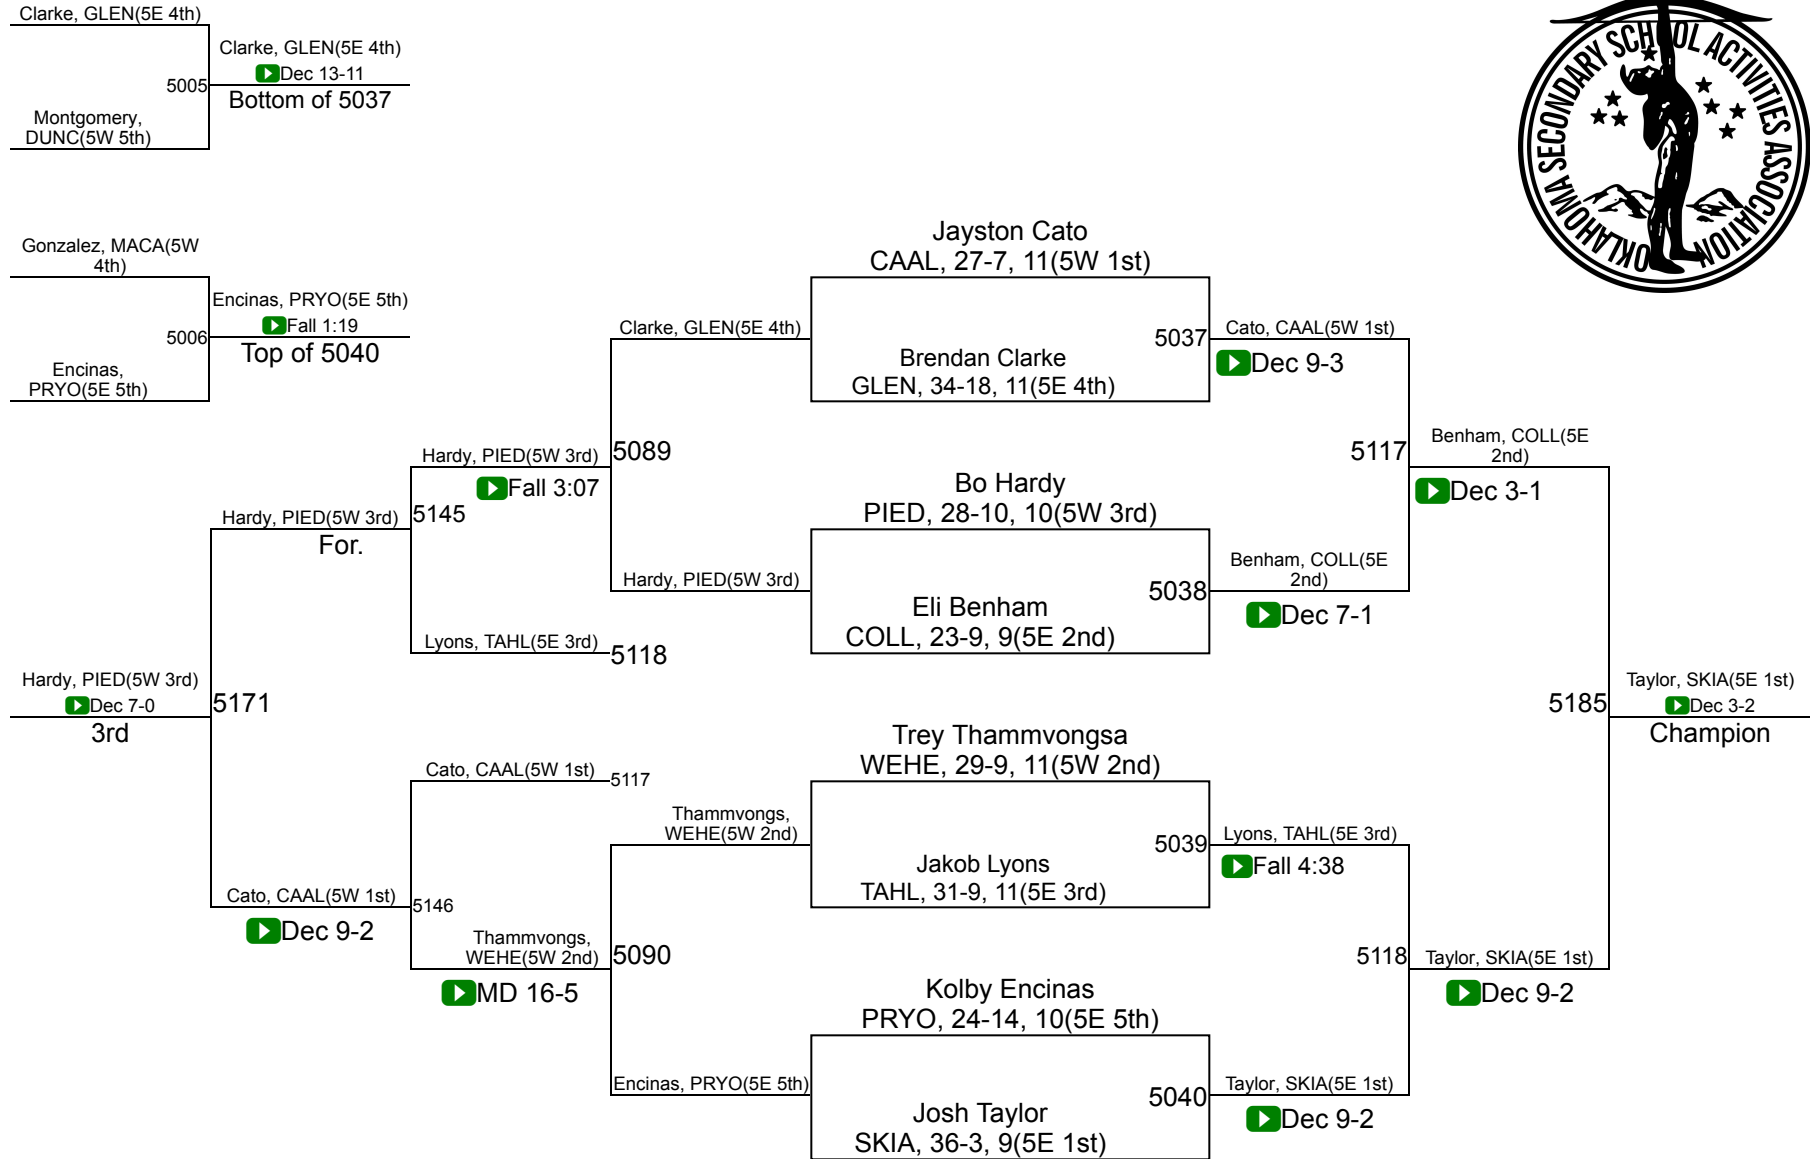 Clarke, GLEN(5E 4th)
Clarke, GLEN(5E 4th)
Dec 13-11
5005
Bottom of 5037
Montgomery,
DUNC(5W 5th)
OKLAHOMA SECONDARY SCHOOL ACTIVITIES ASSOCIATION
Gonzalez, MACA(5W
4th)
Encinas, PRYO(5E 5th)
Fall 1:19
5006
Top of 5040
Encinas,
PRYO(5E 5th)
Jayston Cato
CAAL, 27-7, 11(5W 1st)
Clarke, GLEN(5E 4th)
5037
Cato, CAAL(5W 1st)
Dec 9-3
Brendan Clarke
GLEN, 34-18, 11(5E 4th)
Hardy, PIED(5W 3rd)
5089
Fall 3:07
5117
Benham, COLL(5E
2nd)
Dec 3-1
Bo Hardy
PIED, 28-10, 10(5W 3rd)
Hardy, PIED(5W 3rd)
5145
For.
Hardy, PIED(5W 3rd)
5038
Benham, COLL(5E
2nd)
Dec 7-1
Eli Benham
COLL, 23-9, 9(5E 2nd)
Lyons, TAHL(5E 3rd)
5118
Hardy, PIED(5W 3rd)
Dec 7-0
5171
3rd
5185
Taylor, SKIA(5E 1st)
Dec 3-2
Champion
Trey Thammvongsa
WEHE, 29-9, 11(5W 2nd)
Cato, CAAL(5W 1st)
5117
Thammvongs,
WEHE(5W 2nd)
5039
Lyons, TAHL(5E 3rd)
Fall 4:38
Jakob Lyons
TAHL, 31-9, 11(5E 3rd)
Cato, CAAL(5W 1st)
5146
Dec 9-2
Thammvongs,
WEHE(5W 2nd)
5090
MD 16-5
5118
Taylor, SKIA(5E 1st)
Dec 9-2
Kolby Encinas
PRYO, 24-14, 10(5E 5th)
Encinas, PRYO(5E 5th)
5040
Taylor, SKIA(5E 1st)
Dec 9-2
Josh Taylor
SKIA, 36-3, 9(5E 1st)